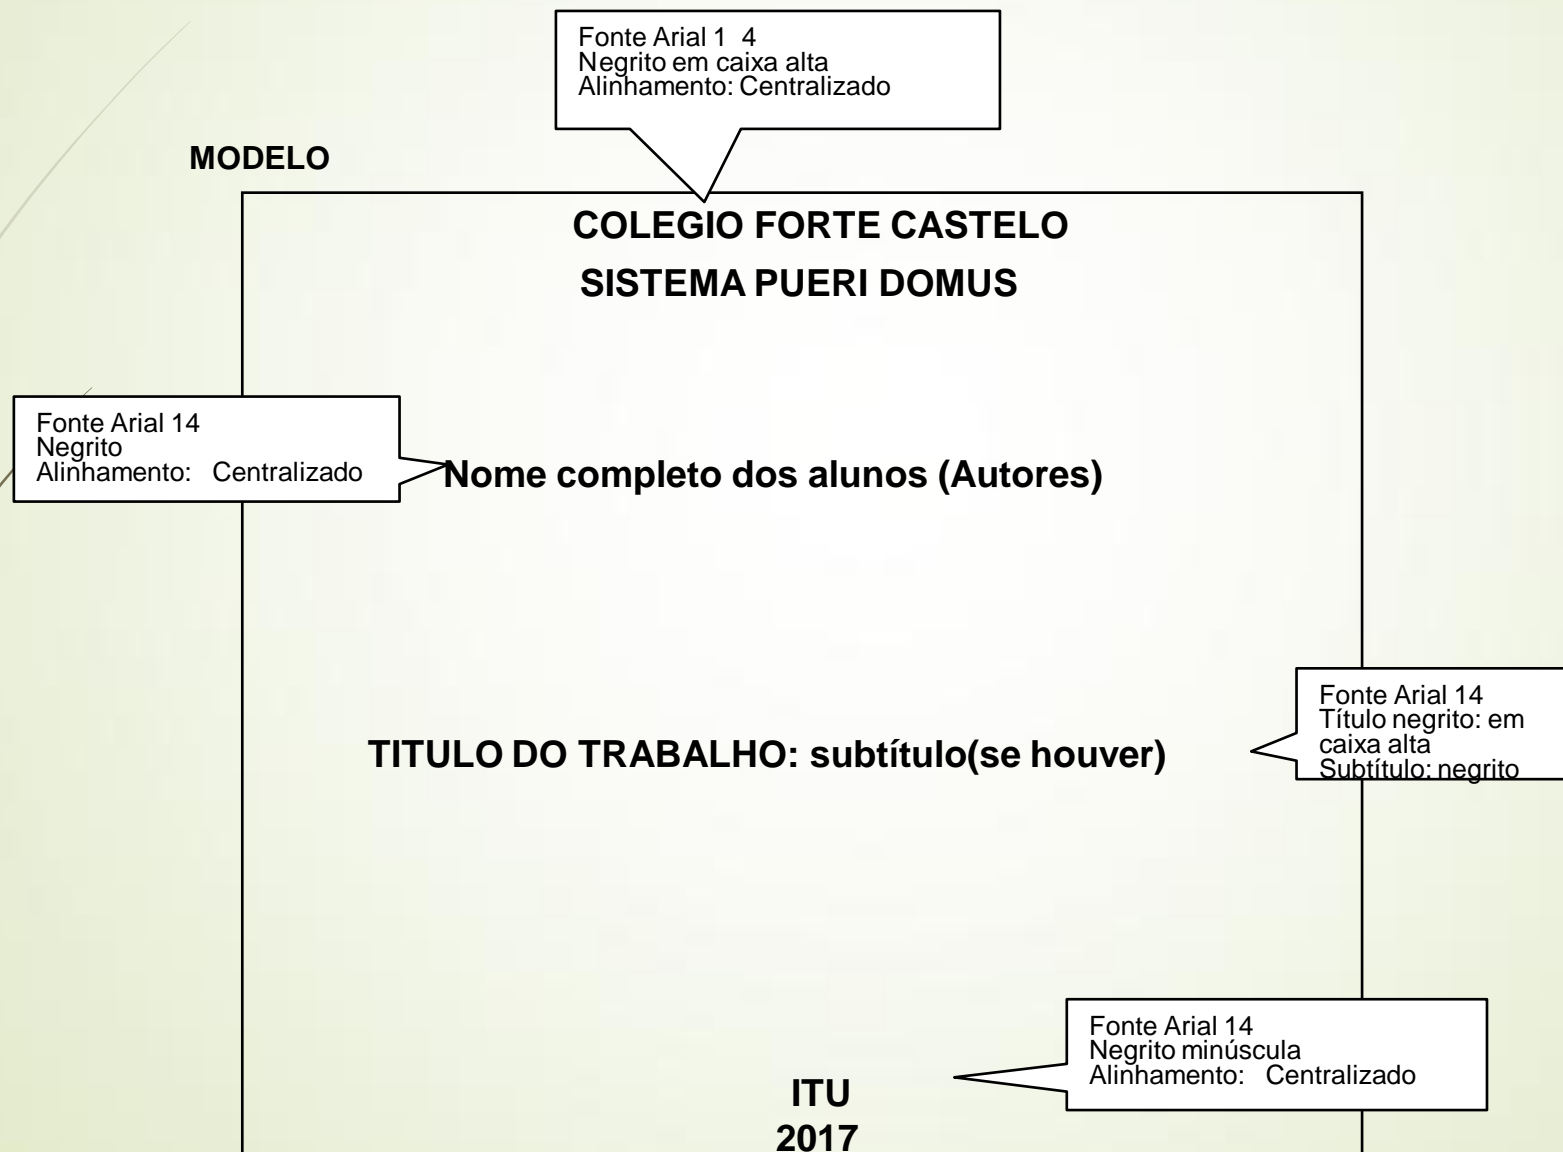 Fonte Arial 1 4
Negrito em caixa alta
Alinhamento: Centralizado
MODELO
COLEGIO FORTE CASTELO
SISTEMA PUERI DOMUS
Fonte Arial 14
Negrito
Alinhamento: Centralizado
Nome completo dos alunos (Autores)
Fonte Arial 14
Título negrito: em
caixa alta
Subtítulo: negrito
TITULO DO TRABALHO: subtítulo(se houver)
Fonte Arial 14
Negrito minúscula
Alinhamento: Centralizado
ITU
2017